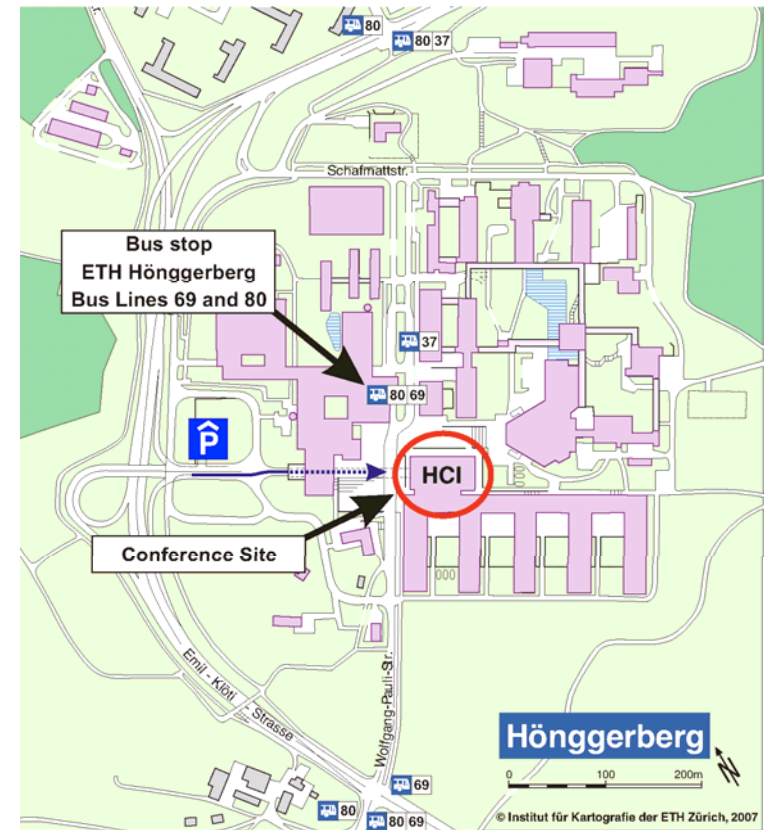 80
80 37
Schafmattstr.
Bus stop
ETH Hönggerberg
Bus Lines 69 and 80
37
80 69
P
HCI
Conference Site
Emil - Klöti - Strasse
Wolfgang-Pauli-Str.
Hönggerberg
N
0 100 200m
69
80
80 69
© Institut für Kartografie der ETH Zürich, 2007